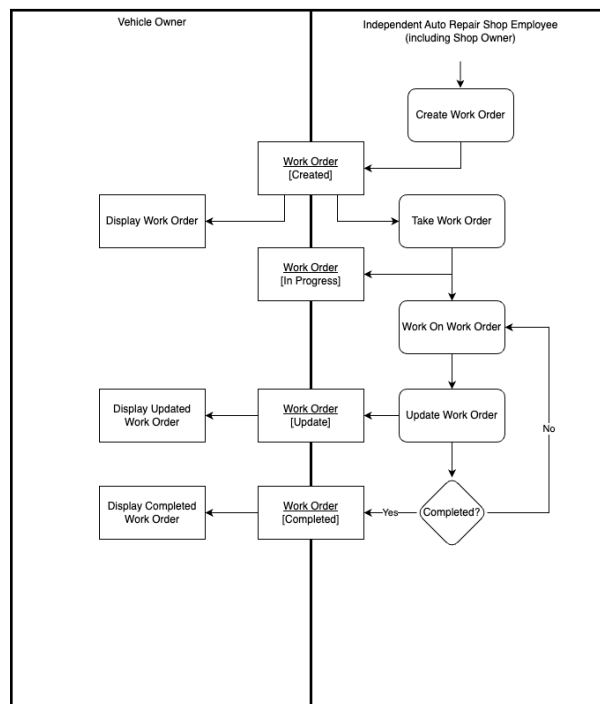 Vehicle Owner
Independent Auto Repair Shop Employee
(including Shop Owner)
Create Work Order
Work Order
[Created]
Display Work Order
Take Work Order
Work Order
[In Progress]
Work On Work Order
Display Updated
Work Order
Work Order
[Update]
Update Work Order
No
Display Completed
Work Order
Work Order
[Completed]
Yes
Completed?